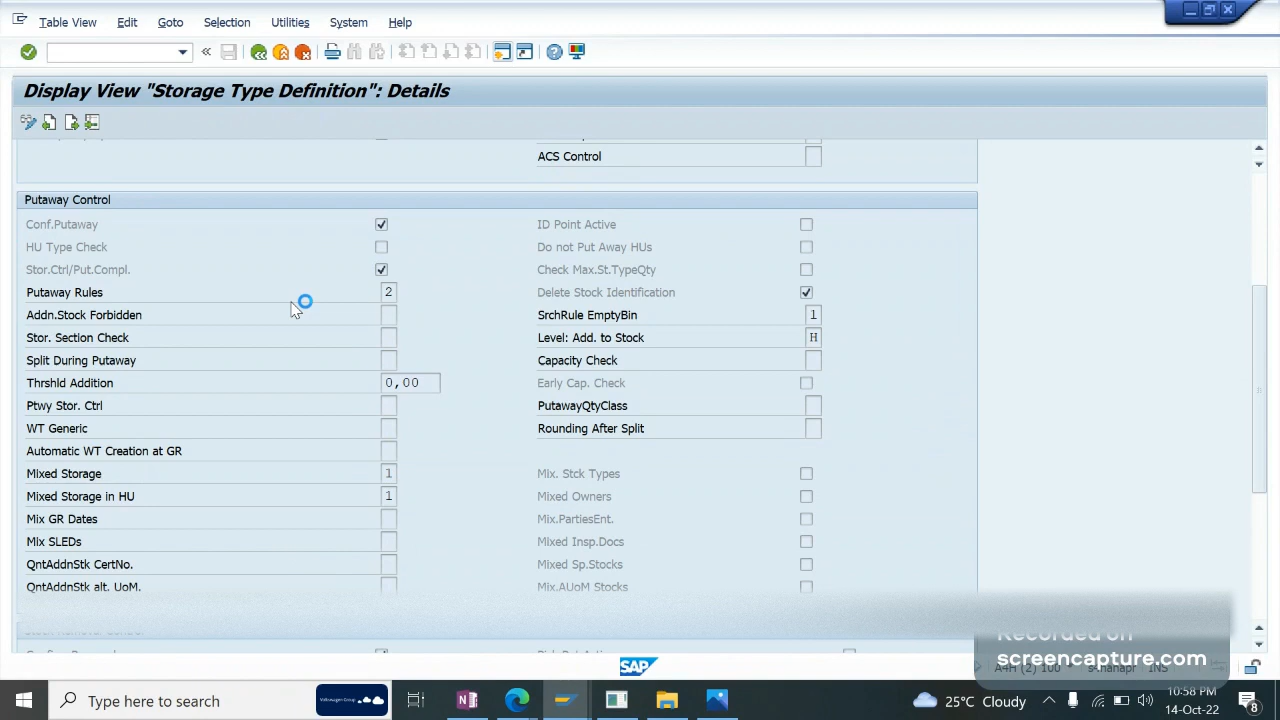 Table View Edit Goto Selection Utilities System Help
Display View "Storage Type Definition": Details
ACS Control
Putaway Control
Conf.Putaway ID Point Active
HU Type Check Do not Put Away HUs
Stor.Ctrl/Put.Compl. Check Max.St.TypeQty
Putaway Rules 2 Delete Stock Identification
Addn.Stock Forbidden SrchRule EmptyBin 1
Stor. Section Check Level: Add. to Stock H
Split During Putaway Capacity Check
Thrshld Addition 0,00 Early Cap. Check
Ptwy Stor. Ctrl PutawayQtyClass
WT Generic Rounding After Split
Automatic WT Creation at GR
Mixed Storage 1 Mix. Stck Types
Mixed Storage in HU 1 Mixed Owners
Mix GR Dates Mix.PartiesEnt.
Mix SLEDs Mixed Insp.Docs
QntAddnStk CertNo. Mixed Sp.Stocks
QntAddnStk alt. UoM. Mix.AUoM Stocks
Recorded on
screencapture.com
SAP A4H (2) 100 INS
Type here to search 25°C Cloudy 10:58 PM
14-Oct-22 8